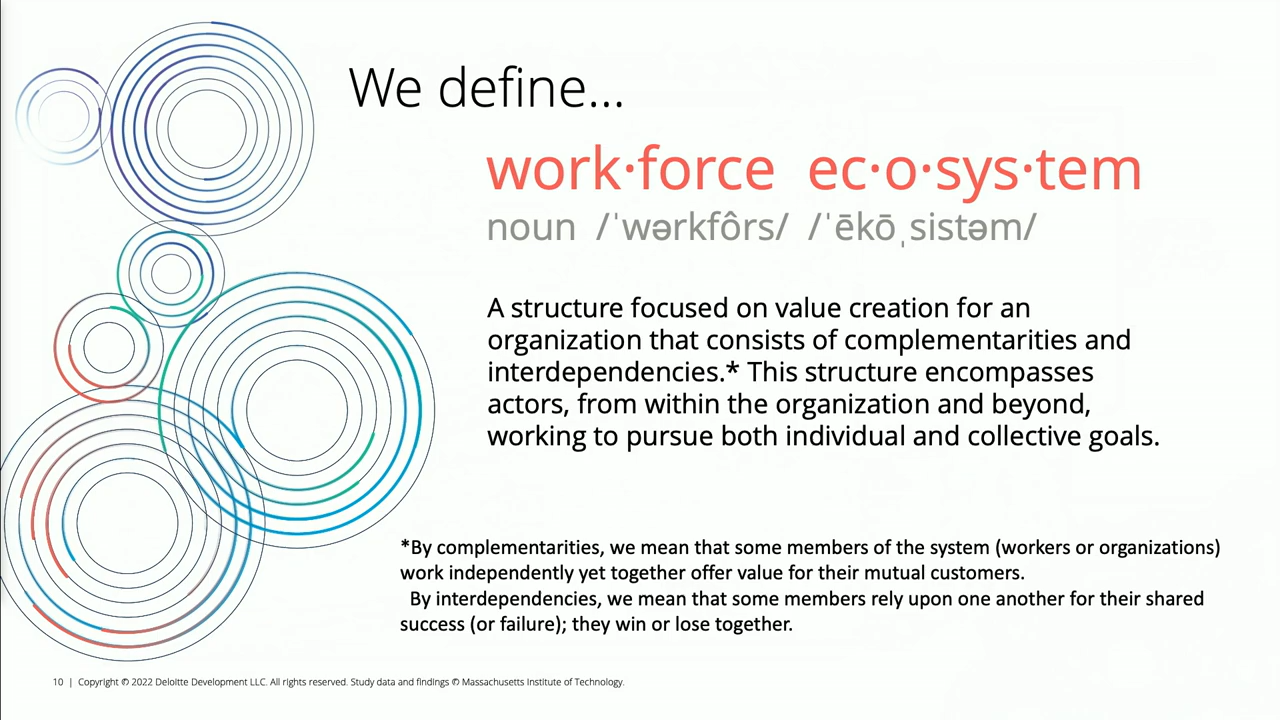 We define...
work·force ec·o·sys·tem
noun /ˈwərkfôrs/ /ˈēkōˌsistəm/
A structure focused on value creation for an
organization that consists of complementarities and
interdependencies.* This structure encompasses
actors, from within the organization and beyond,
working to pursue both individual and collective goals.
*By complementarities, we mean that some members of the system (workers or organizations)
work independently yet together offer value for their mutual customers.
By interdependencies, we mean that some members rely upon one another for their shared
success (or failure); they win or lose together.
10 | Copyright © 2022 Deloitte Development LLC. All rights reserved. Study data and findings © Massachusetts Institute of Technology.